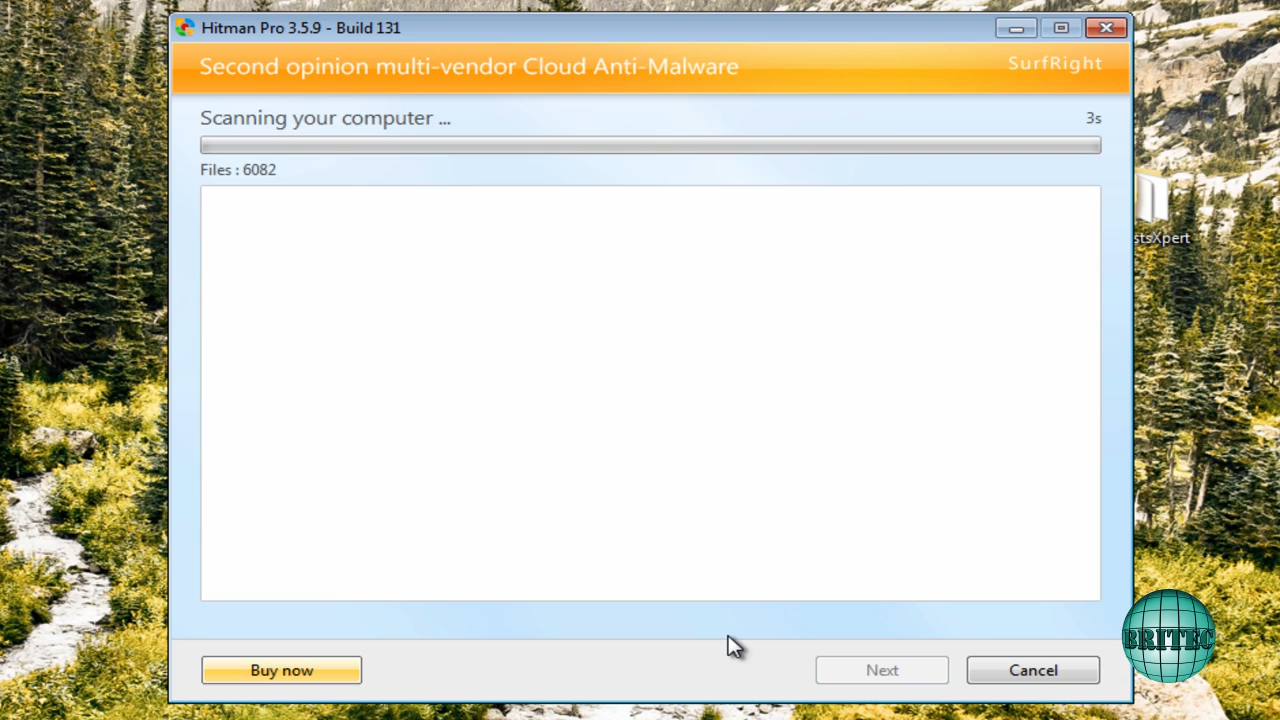 Hitman Pro 3.5.9 - Build 131
Second opinion multi-vendor Cloud Anti-Malware
SurfRight
Scanning your computer ...
3s
Files : 6082
stsXpert
BRITEC
Buy now
Next
Cancel